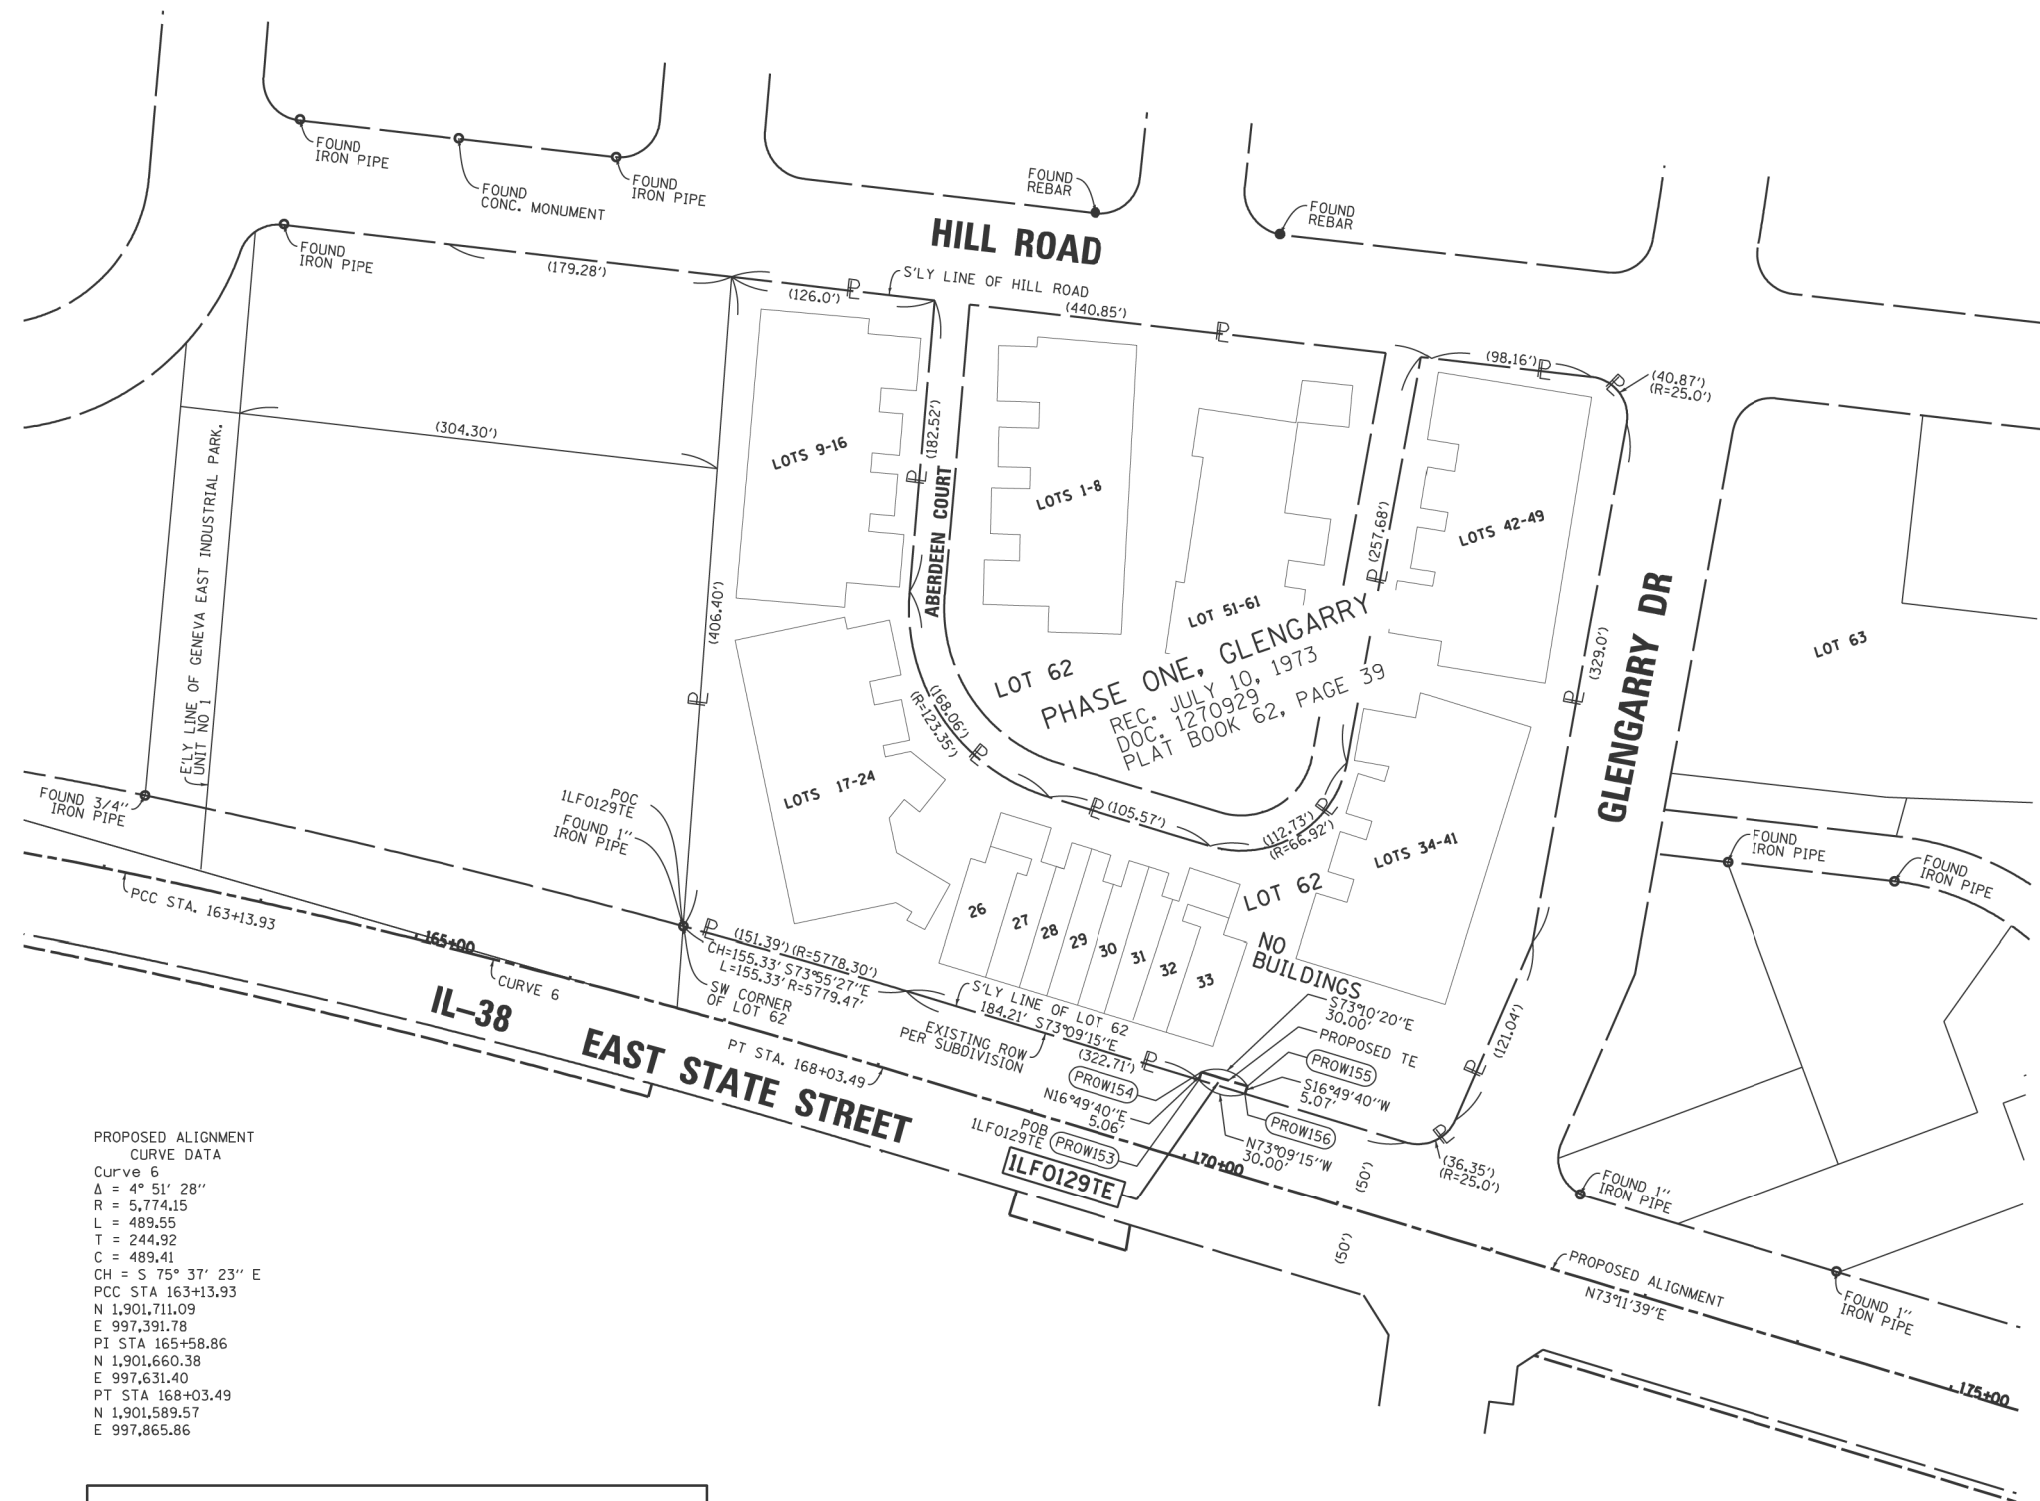 FOUND
IRON PIPE
FOUND
CONC. MONUMENT
FOUND
IRON PIPE
FOUND
REBAR
FOUND
REBAR
FOUND
IRON PIPE
HILL ROAD
S'LY LINE OF HILL ROAD
(179.28')
(126.0')
(440.85')
(98.16')
(40.87')
(R=25.0')
(304.30')
E'LY LINE OF GENEVA EAST INDUSTRIAL PARK.
UNIT NO 1
(406.40')
LOTS 9-16
(182.52')
ABERDEEN COURT
LOTS 1-8
LOT 51-61
(257.68')
LOTS 42-49
(329.0')
GLENGARRY DR
LOT 63
LOT 62
PHASE ONE, GLENGARRY
REC. JULY 10, 1973
DOC. 1270929
PLAT BOOK 62, PAGE 39
(168.06')
(R=123.35')
LOTS 17-24
(105.57')
(112.73')
(R=66.92')
LOTS 34-41
LOT 62
NO
BUILDINGS
26
27
28
29
30
31
32
33
FOUND
IRON PIPE
FOUND
IRON PIPE
FOUND 3/4"
IRON PIPE
POC
1LF0129TE
FOUND 1"
IRON PIPE
PCC STA. 163+13.93
165+00
CURVE 6
(151.39') (R=5778.30')
CH=155.33' S73°55'27"E
L=155.33' R=5779.47'
SW CORNER
OF LOT 62
S'LY LINE OF LOT 62
184.21' S73°09'15"E
EXISTING ROW
PER SUBDIVISION
(322.71')
PT STA. 168+03.49
IL-38
EAST STATE STREET
S73°10'20"E
30.00'
PROPOSED TE
PROW155
S16°49'40"W
5.07'
PROW154
N16°49'40"E
5.06'
PROW156
POB
1LF0129TE
PROW153
N73°09'15"W
30.00'
1LF0129TE
170+00
(121.04')
(36.35')
(R=25.0')
(50')
(50')
FOUND 1"
IRON PIPE
PROPOSED ALIGNMENT
N73°11'39"E
FOUND 1"
IRON PIPE
175+00
PROPOSED ALIGNMENT
CURVE DATA
Curve 6
Δ = 4° 51' 28"
R = 5,774.15
L = 489.55
T = 244.92
C = 489.41
CH = S 75° 37' 23" E
PCC STA 163+13.93
N 1,901,711.09
E 997,391.78
PI STA 165+58.86
N 1,901,660.38
E 997,631.40
PT STA 168+03.49
N 1,901,589.57
E 997,865.86